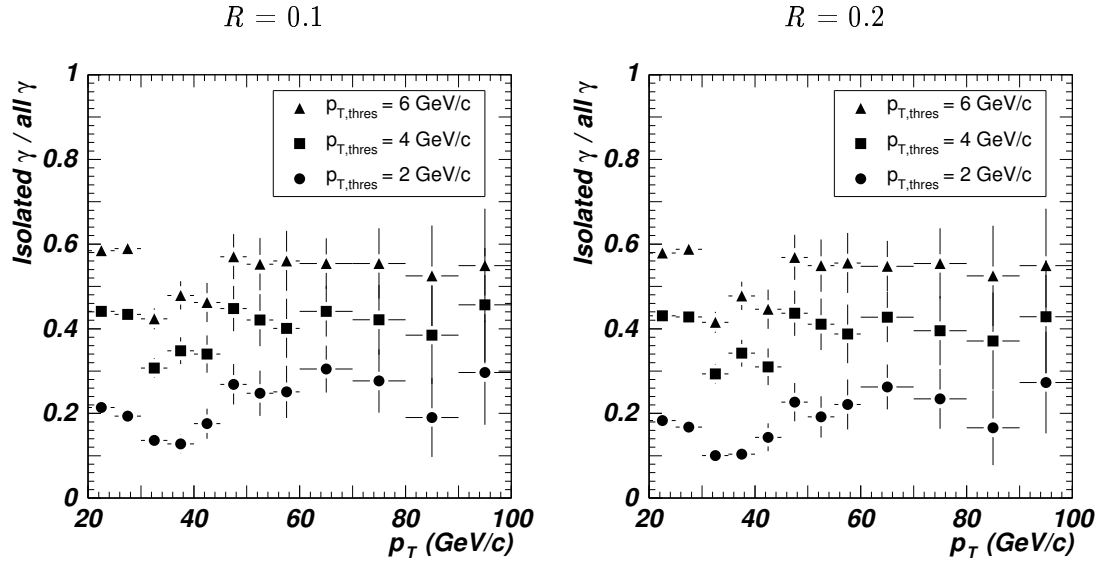 R = 0.1
Isolated γ / all γ
1
0.8
0.6
0.4
0.2
0
p_T,thres = 6 GeV/c
p_T,thres = 4 GeV/c
p_T,thres = 2 GeV/c
20 40 60 80 100
p_T (GeV/c)
R = 0.2
Isolated γ / all γ
1
0.8
0.6
0.4
0.2
0
p_T,thres = 6 GeV/c
p_T,thres = 4 GeV/c
p_T,thres = 2 GeV/c
20 40 60 80 100
p_T (GeV/c)